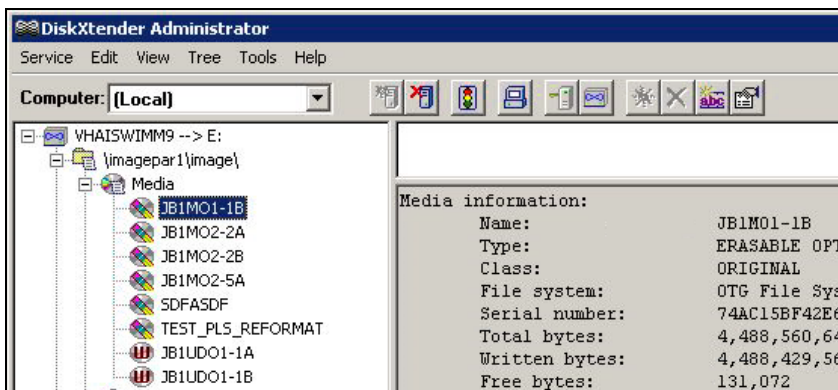 DiskXtender Administrator
Service Edit View Tree Tools Help
Computer: (Local)
abc
VHAISWIMM9 --> E:
\imagepar1\image\
Media
JB1MO1-1B
JB1MO2-2A
JB1MO2-2B
JB1MO2-5A
SDFASDF
TEST_PLS_REFORMAT
JB1UDO1-1A
JB1UDO1-1B
Media information:
Name: JB1MO1-1B
Type: ERASABLE OPT
Class: ORIGINAL
File system: OTG File Sys
Serial number: 74AC15BF42E6
Total bytes: 4,488,560,64
Written bytes: 4,488,429,56
Free bytes: 131,072